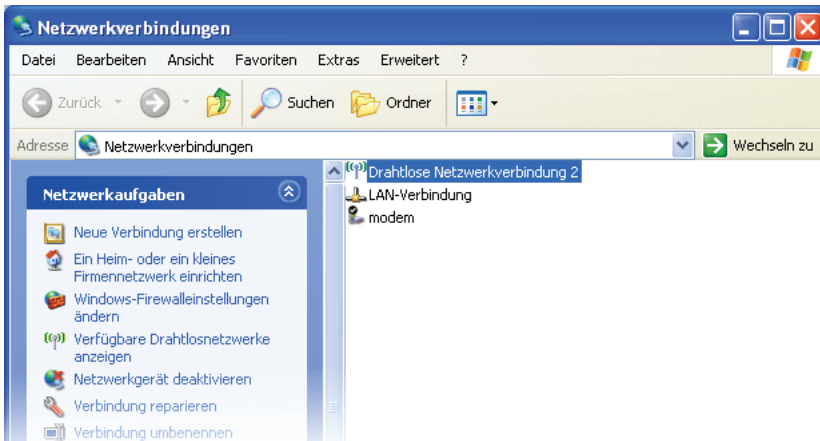 Netzwerkverbindungen
Datei Bearbeiten Ansicht Favoriten Extras Erweitert ?
Zurück Suchen Ordner
Adresse Netzwerkverbindungen Wechseln zu
Netzwerkaufgaben
Neue Verbindung erstellen
Ein Heim- oder ein kleines
Firmennetzwerk einrichten
Windows-Firewalleinstellungen
ändern
Verfügbare Drahtlosnetzwerke
anzeigen
Netzwerkgerät deaktivieren
Verbindung reparieren
Verbindung umbenennen
Drahtlose Netzwerkverbindung 2
LAN-Verbindung
modem